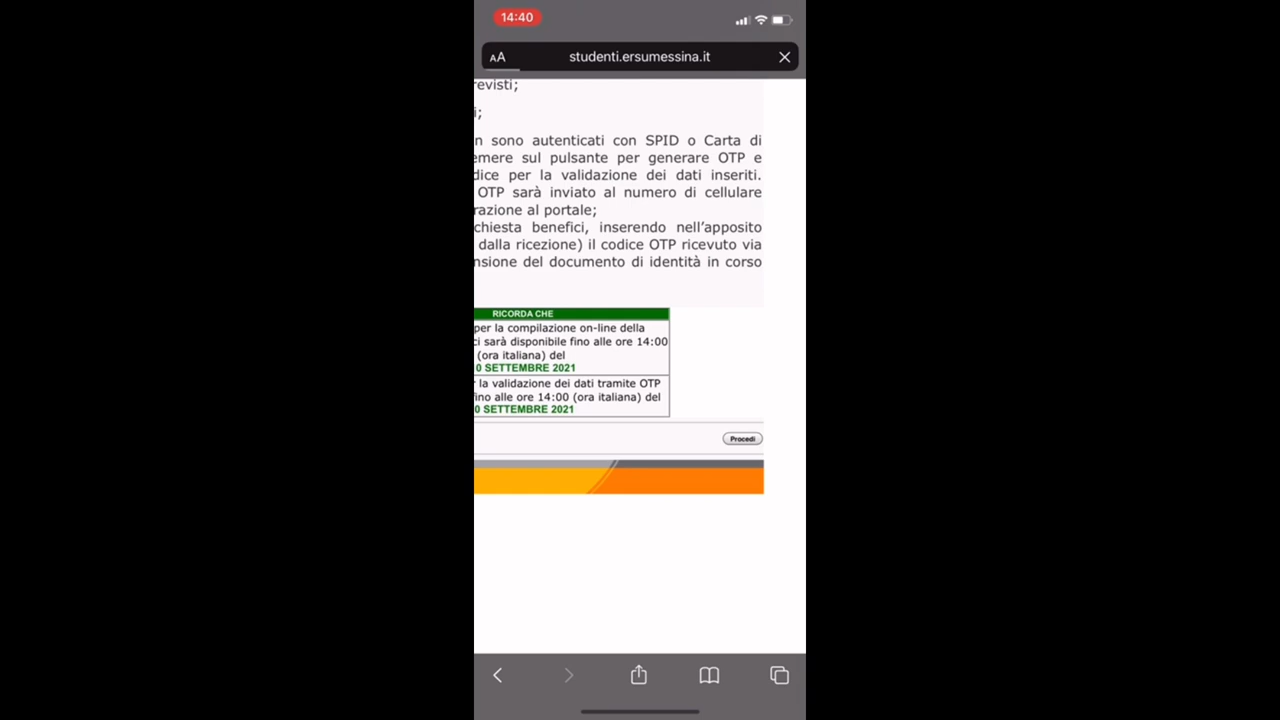 14:40
AA
studenti.ersumessina.it
revisti;
i;
n sono autenticati con SPID o Carta di
emere sul pulsante per generare OTP e
dice per la validazione dei dati inseriti.
OTP sarà inviato al numero di cellulare
razione al portale;
chiesta benefici, inserendo nell'apposito
dalla ricezione) il codice OTP ricevuto via
nsione del documento di identità in corso
RICORDA CHE
per la compilazione on-line della
ci sarà disponibile fino alle ore 14:00
(ora italiana) del
0 SETTEMBRE 2021
la validazione dei dati tramite OTP
fino alle ore 14:00 (ora italiana) del
0 SETTEMBRE 2021
Procedi